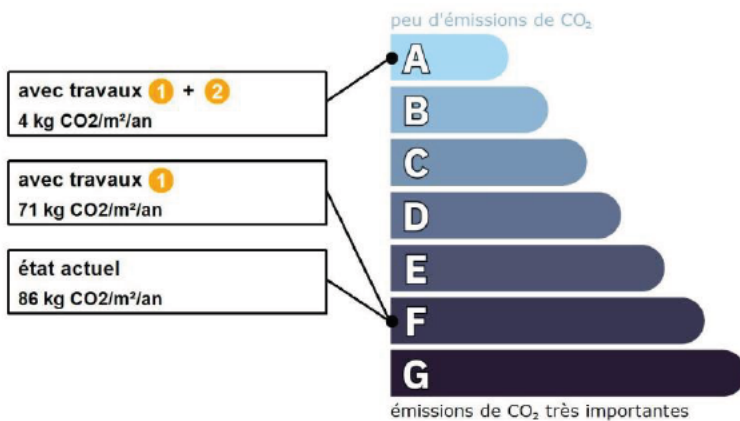 peu d'émissions de CO₂
A
avec travaux 1 + 2
4 kg CO2/m²/an
B
C
avec travaux 1
71 kg CO2/m²/an
D
E
état actuel
86 kg CO2/m²/an
F
G
émissions de CO₂ très importantes